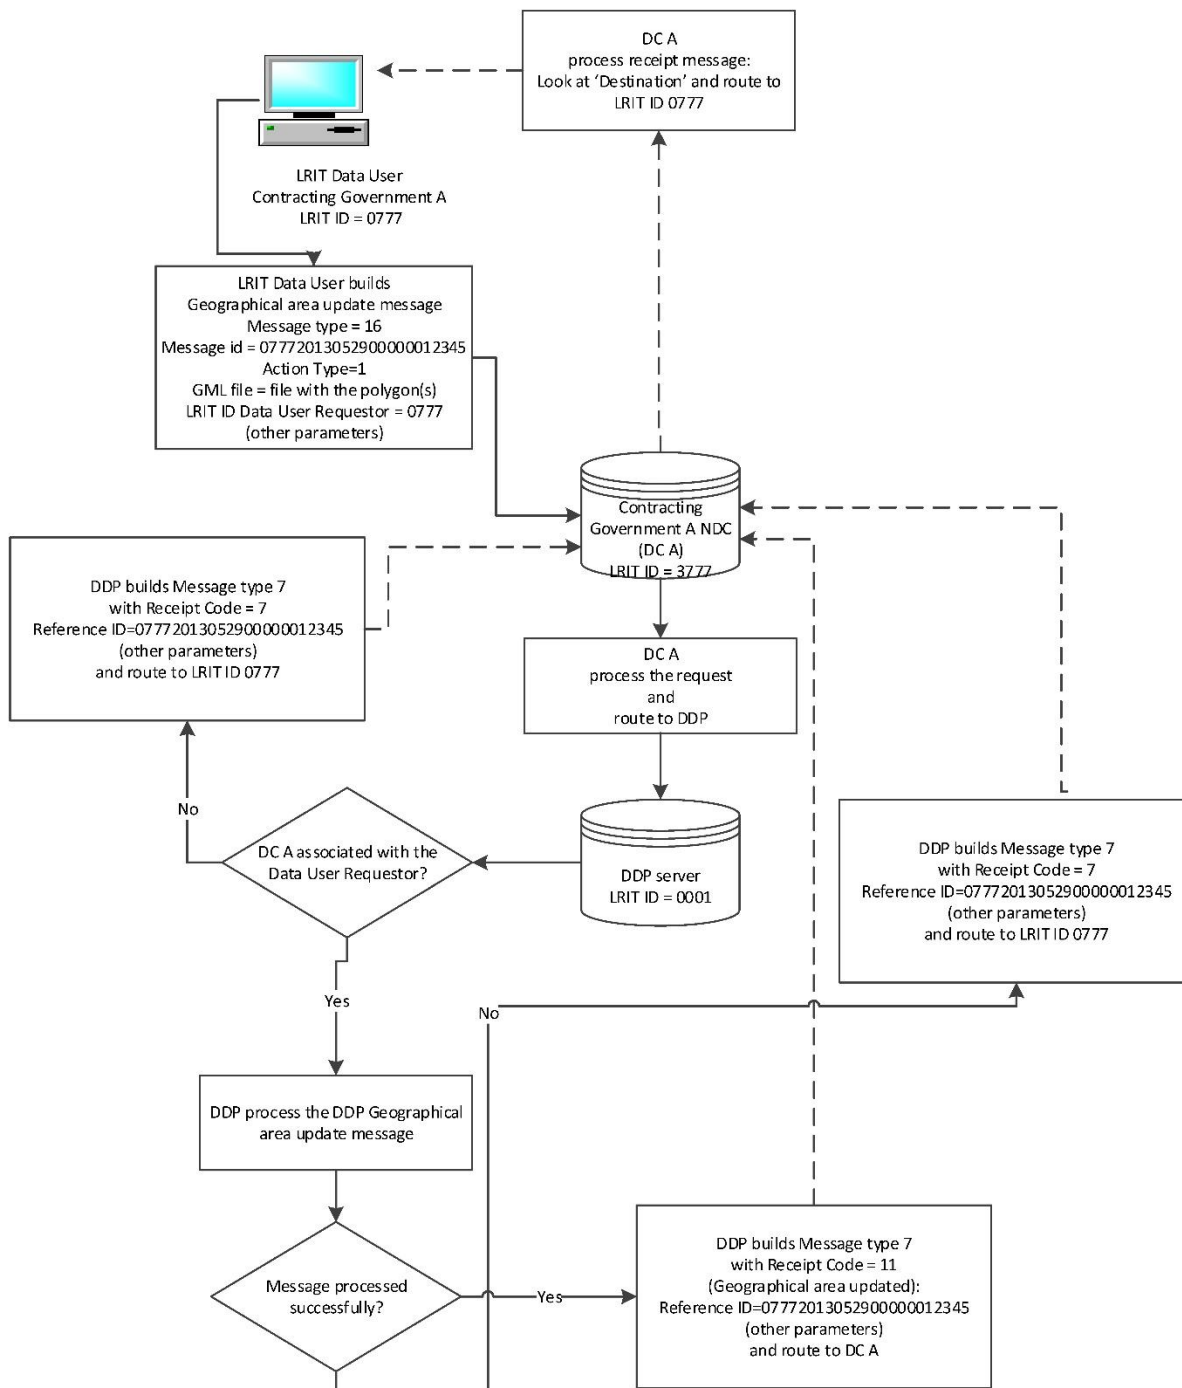 DC A
process receipt message:
Look at ‘Destination’ and route to
LRIT ID 0777
LRIT Data User
Contracting Government A
LRIT ID = 0777
LRIT Data User builds
Geographical area update message
Message type = 16
Message id = 07772013052900000012345
Action Type=1
GML file = file with the polygon(s)
LRIT ID Data User Requestor = 0777
(other parameters)
Contracting
Government A NDC
(DC A)
LRIT ID = 3777
DDP builds Message type 7
with Receipt Code = 7
Reference ID=07772013052900000012345
(other parameters)
and route to LRIT ID 0777
DC A
process the request
and
route to DDP
No
DC A associated with the
Data User Requestor?
DDP server
LRIT ID = 0001
DDP builds Message type 7
with Receipt Code = 7
Reference ID=07772013052900000012345
(other parameters)
and route to LRIT ID 0777
Yes
No
DDP process the DDP Geographical
area update message
Message processed
successfully?
Yes
DDP builds Message type 7
with Receipt Code = 11
(Geographical area updated):
Reference ID=07772013052900000012345
(other parameters)
and route to DC A